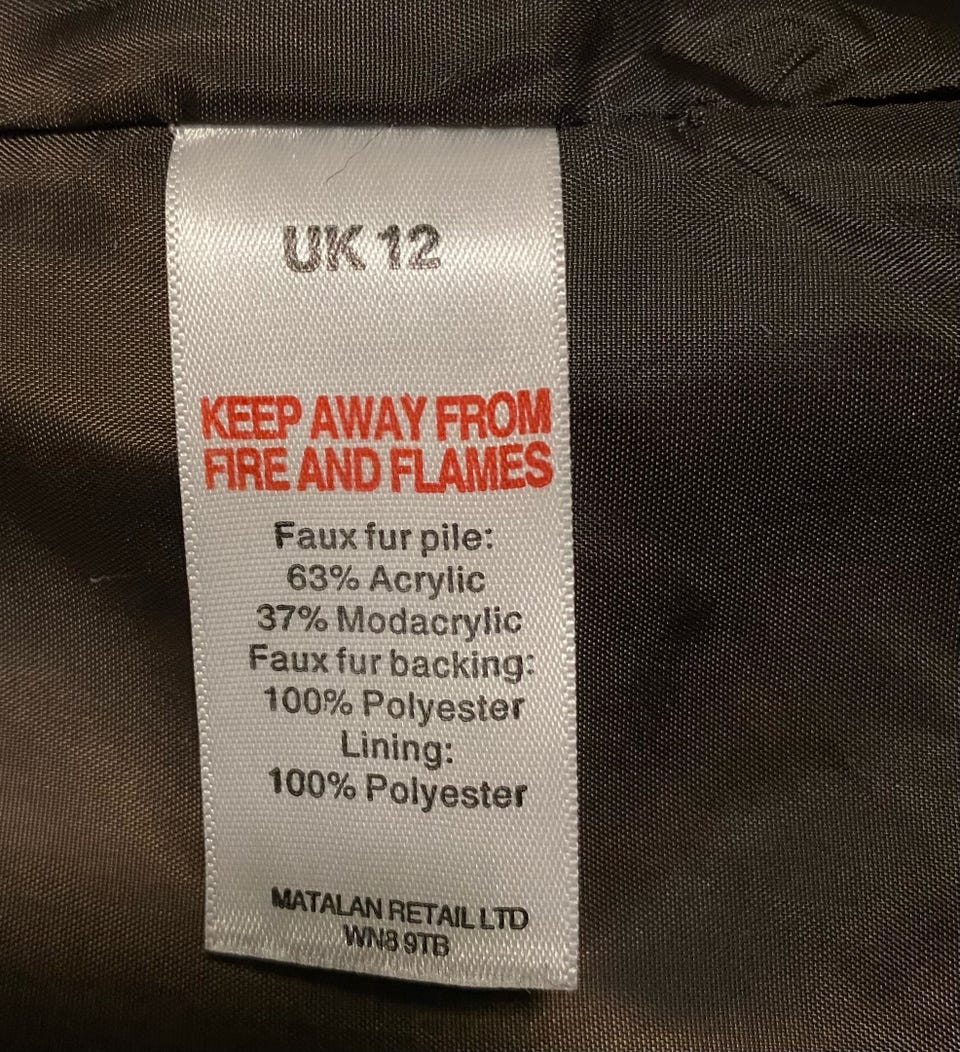 UK 12
KEEP AWAY FROM
FIRE AND FLAMES
Faux fur pile:
63% Acrylic
37% Modacrylic
Faux fur backing:
100% Polyester
Lining:
100% Polyester
MATALAN RETAIL LTD
WN8 9TB